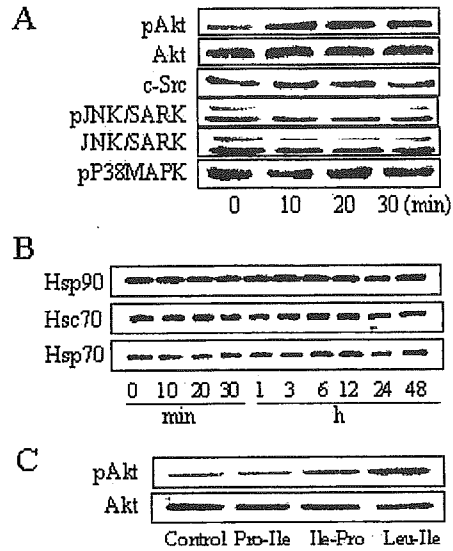 A
pAkt
Akt
c-Src
pJNK/SARK
JNK/SARK
pP38MAPK
0 10 20 30 (min)
B
Hsp90
Hsc70
Hsp70
0 10 20 30 1 3 6 12 24 48
min h
C
pAkt
Akt
Control Pro-Ile Ile-Pro Leu-Ile